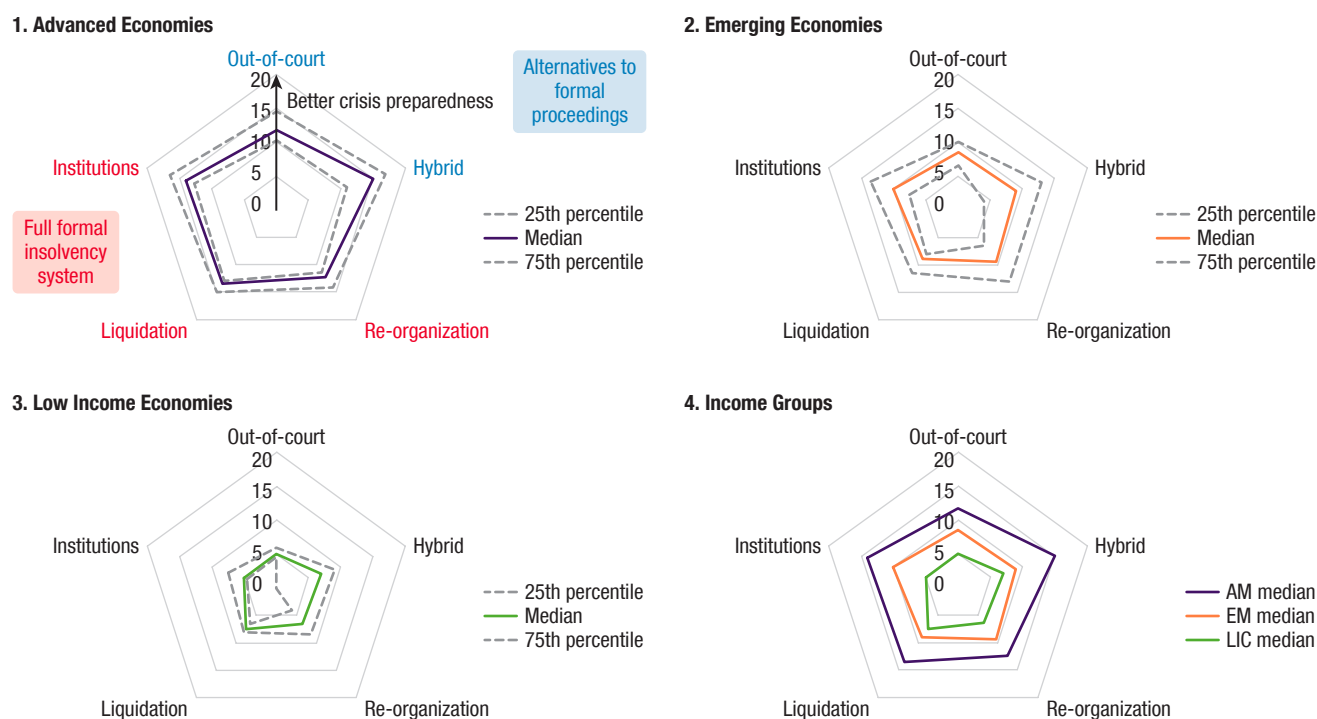 1. Advanced Economies
Out-of-court
20
15
10
5
0
Better crisis preparedness
Alternatives to
formal
proceedings
Institutions
Hybrid
Full formal
insolvency
system
25th percentile
Median
75th percentile
Liquidation
Re-organization
2. Emerging Economies
Out-of-court
20
15
10
5
0
Institutions
Hybrid
25th percentile
Median
75th percentile
Liquidation
Re-organization
3. Low Income Economies
Out-of-court
20
15
10
5
0
Institutions
Hybrid
25th percentile
Median
75th percentile
Liquidation
Re-organization
4. Income Groups
Out-of-court
20
15
10
5
0
Institutions
Hybrid
AM median
EM median
LIC median
Liquidation
Re-organization